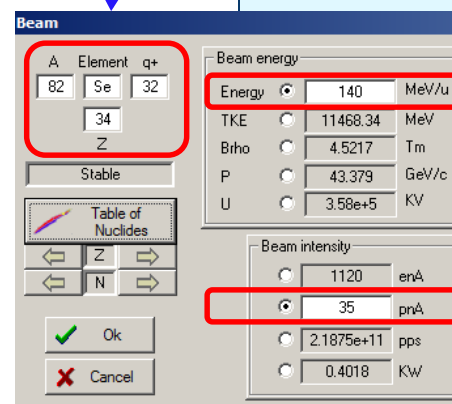 Beam
A Element q+
82 Se 32
34
Z
Stable
Table of
Nuclides
Z
N
Ok
Cancel
Beam energy
Energy 140 MeV/u
TKE 11468.34 MeV
Brho 4.5217 Tm
P 43.379 GeV/c
U 3.58e+5 KV
Beam intensity
1120 enA
35 pnA
2.1875e+11 pps
0.4018 KW